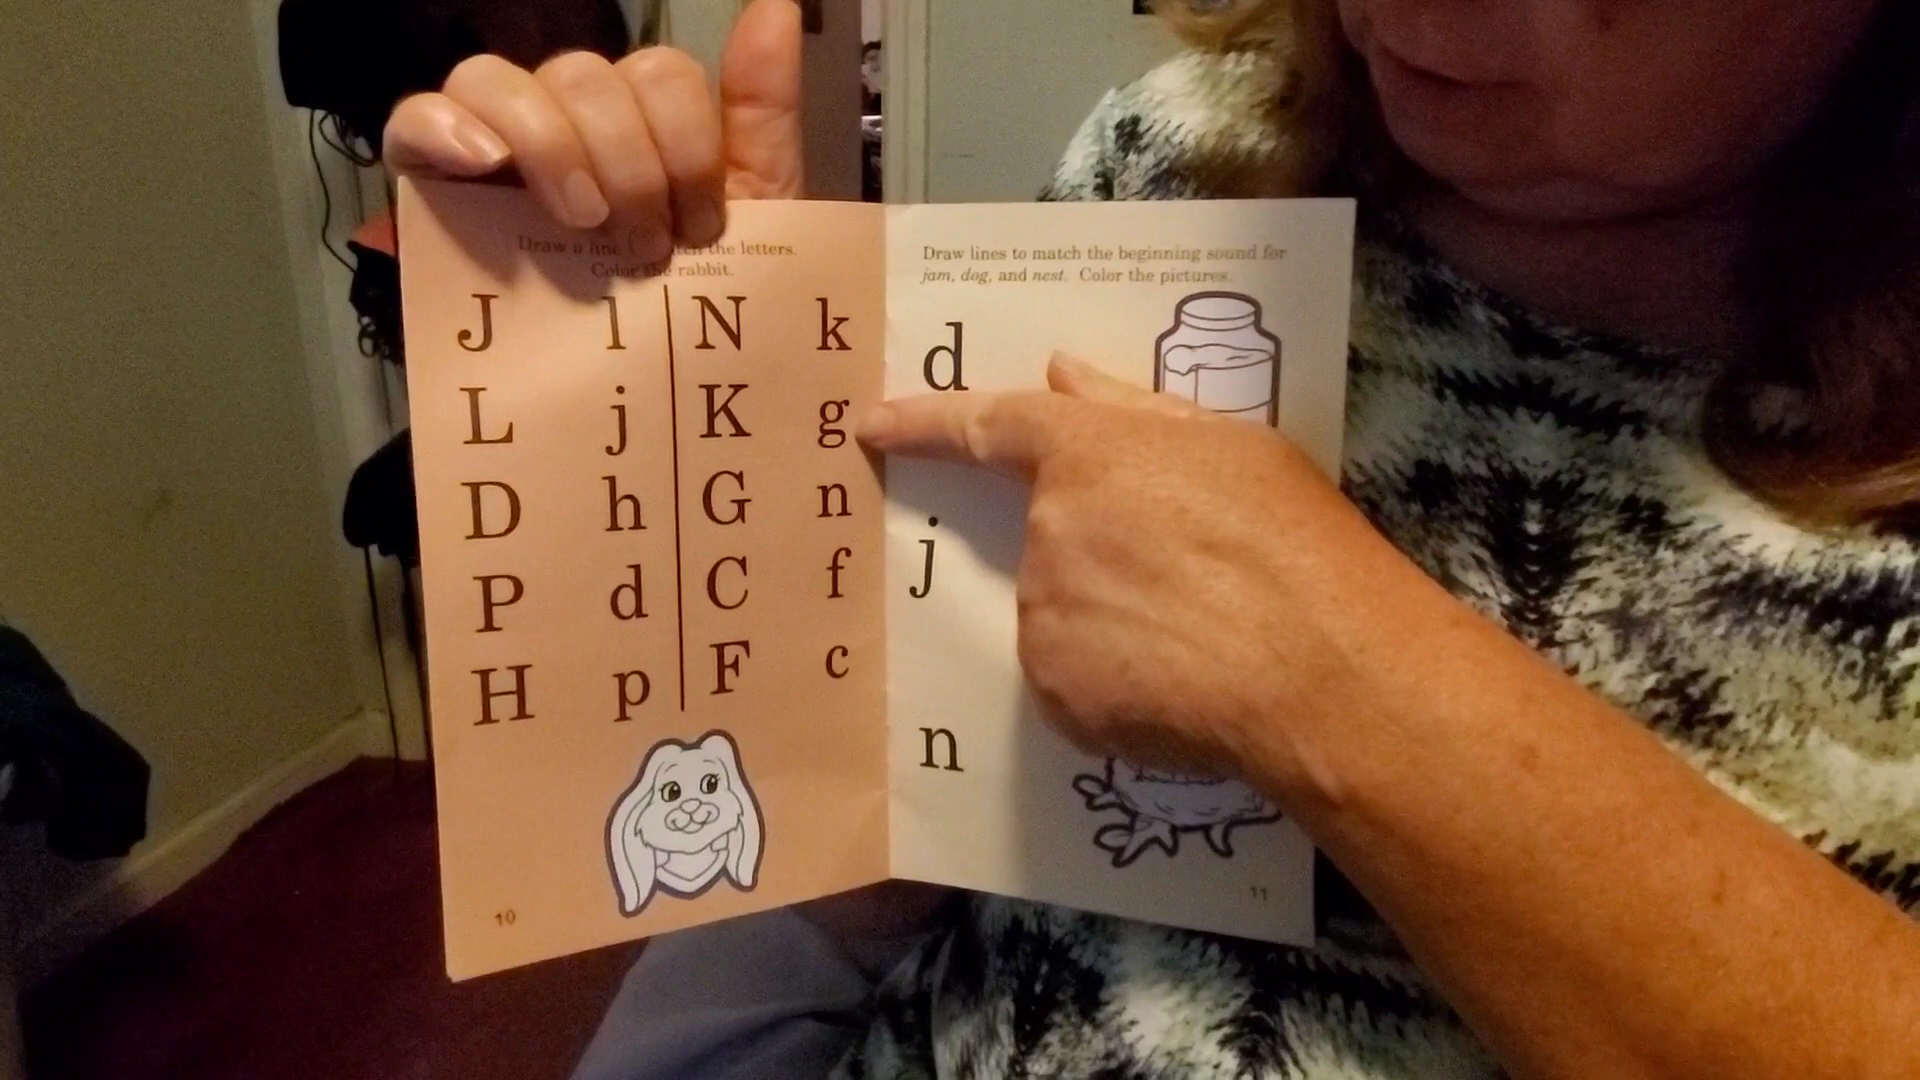 Draw a line the letters.
Color the rabbit.
J l N k
L j K g
D h G n
P d C f
H p F c
10
Draw lines to match the beginning sound for
jam, dog, and nest. Color the pictures.
d
j
n
11